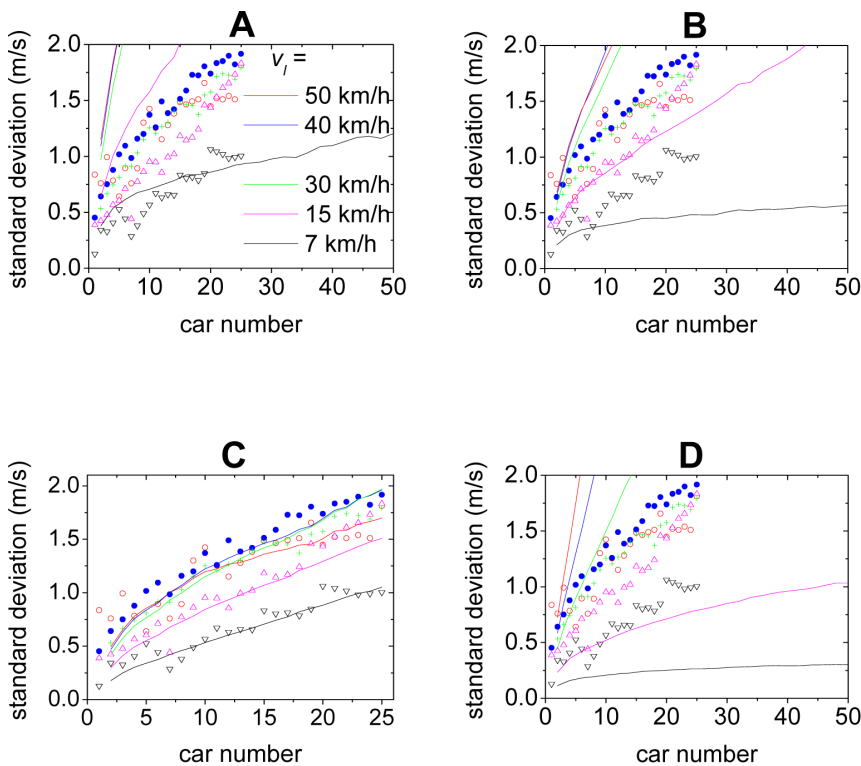 A
standard deviation (m/s)
2.0
1.5
1.0
0.5
0.0
0 10 20 30 40 50
car number
v_l =
50 km/h
40 km/h
30 km/h
15 km/h
7 km/h
B
standard deviation (m/s)
2.0
1.5
1.0
0.5
0.0
0 10 20 30 40 50
car number
C
standard deviation (m/s)
2.0
1.5
1.0
0.5
0.0
0 5 10 15 20 25
car number
D
standard deviation (m/s)
2.0
1.5
1.0
0.5
0.0
0 10 20 30 40 50
car number